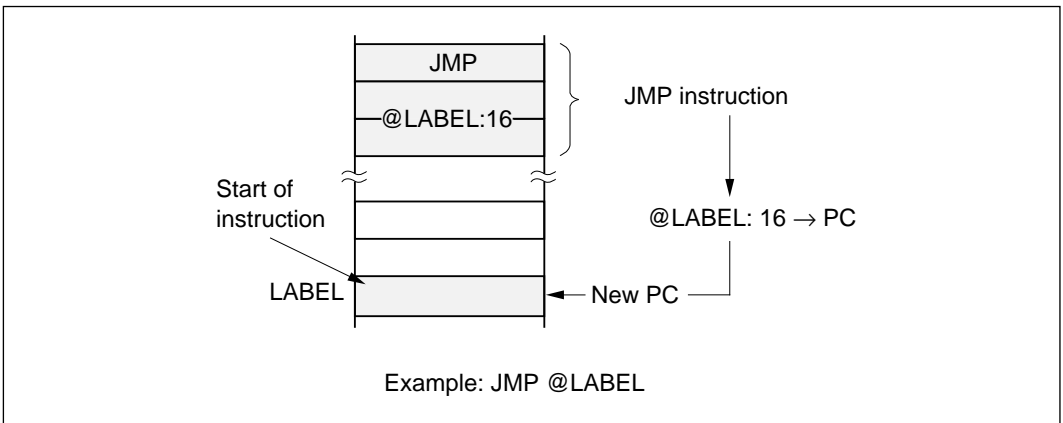 JMP
@LABEL:16
JMP instruction
Start of
instruction
@LABEL: 16 → PC
LABEL
New PC
Example: JMP @LABEL